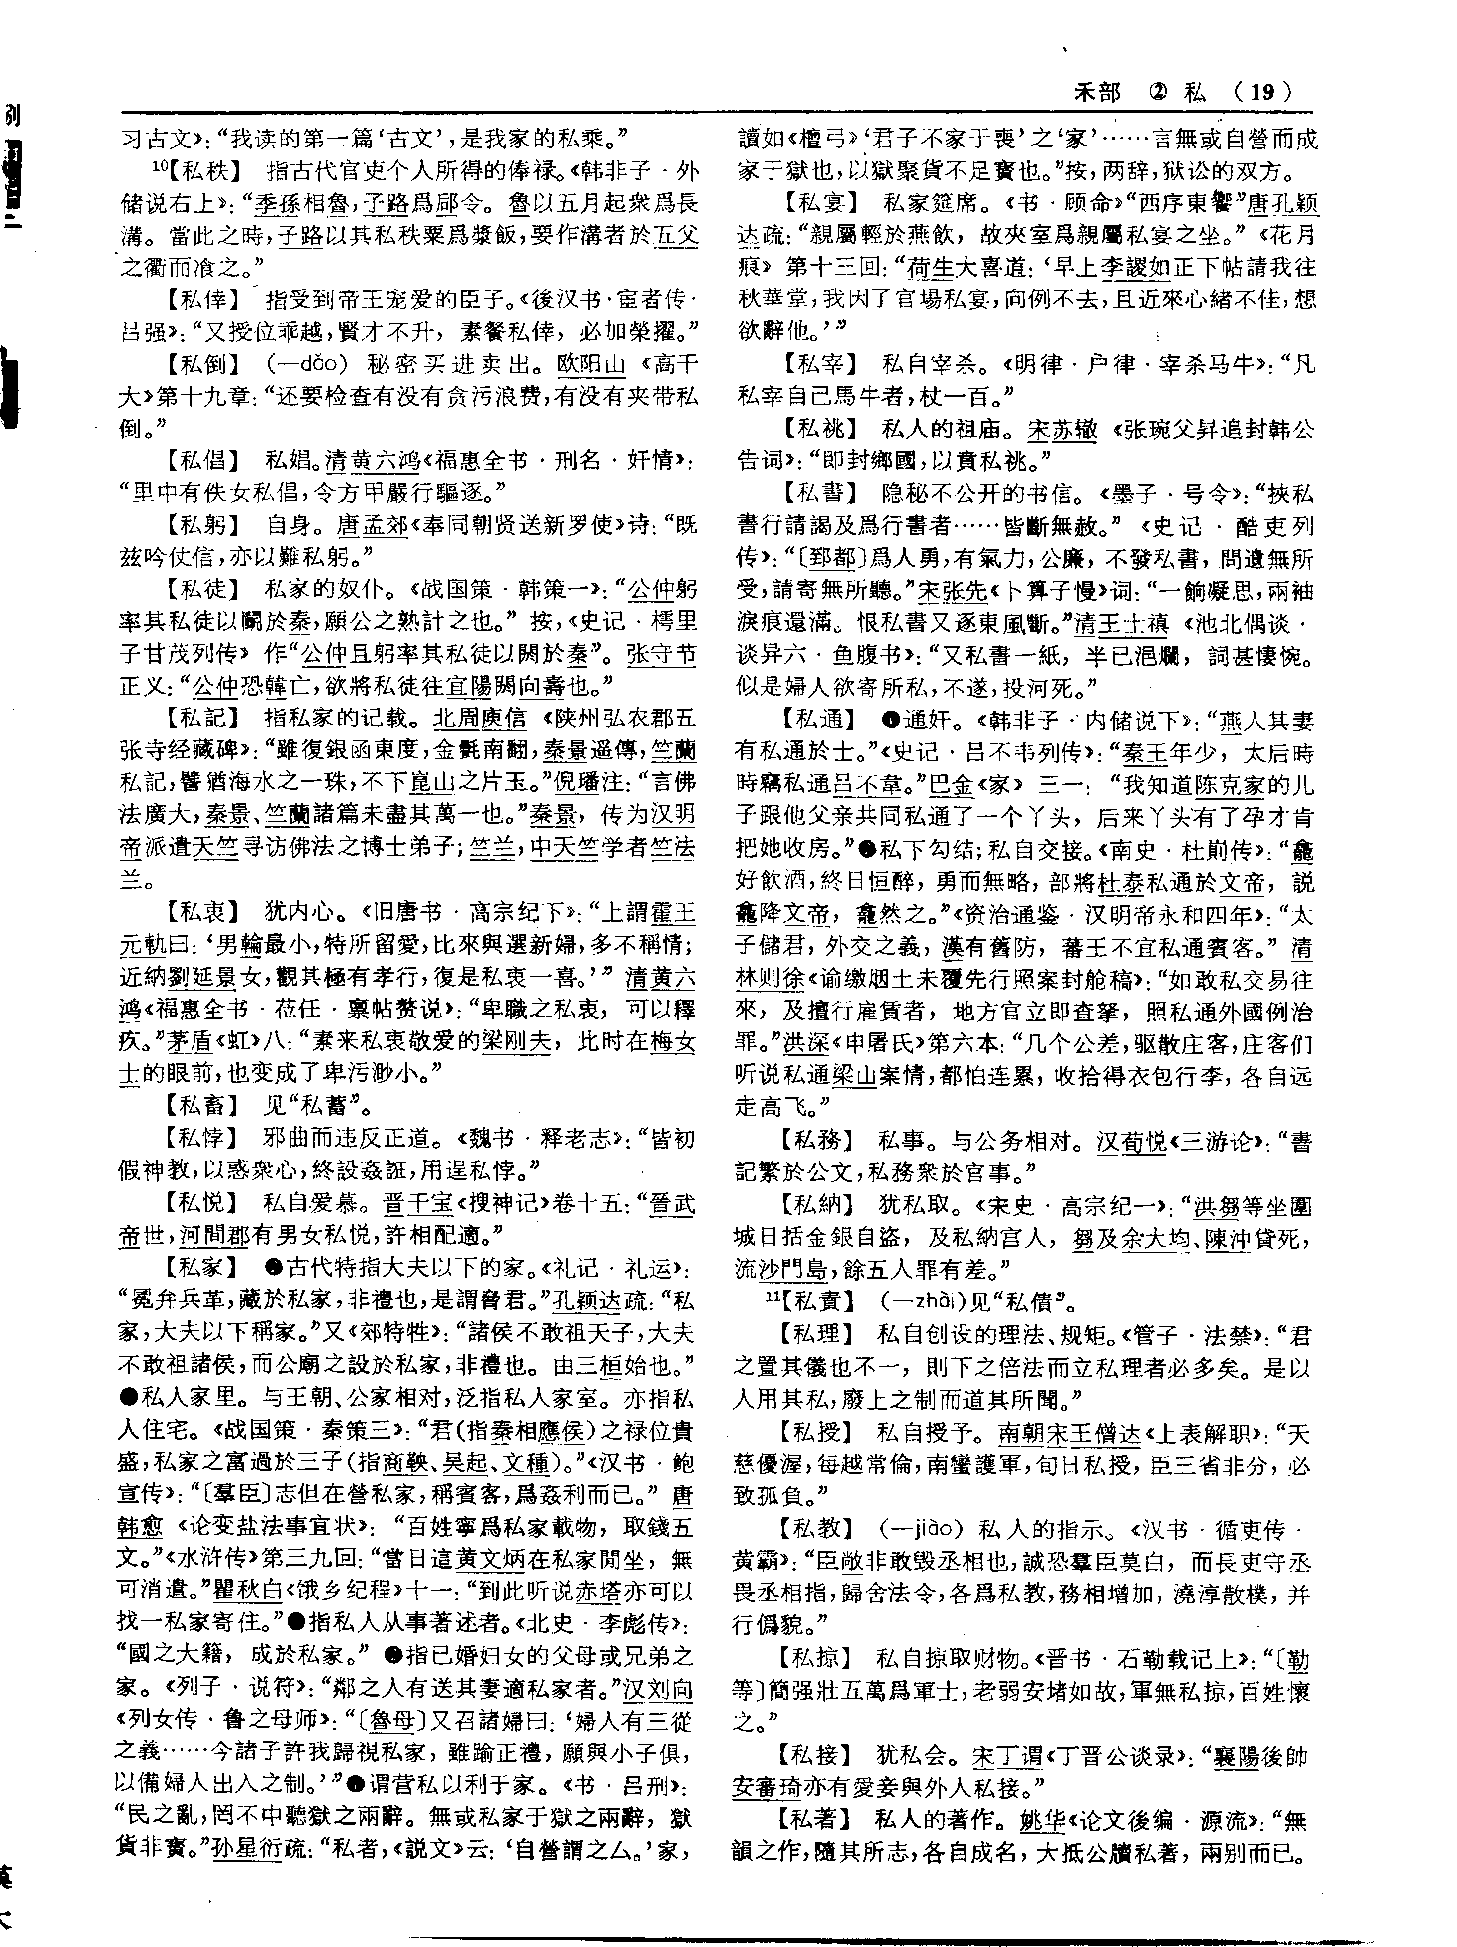 禾部 ② 私 （19）
习古文》：“我读的第一篇‘古文’，是我家的私乘。”
10【私秩】 指古代官吏个人所得的俸禄。《韩非子·外
储说右上》：“季孫相魯，子路爲郈令。魯以五月起衆爲長
溝。當此之時，子路以其私秩粟爲漿飯，要作溝者於五父
之衢而飡之。”
【私倖】 指受到帝王宠爱的臣子。《後汉书·宦者传·
吕强》：“又授位乖越，賢才不升，素餐私倖，必加榮擢。”
【私倒】 （—dǎo）秘密买进卖出。欧阳山《高干
大》第十九章：“还要检查有没有贪污浪费，有没有夹带私
倒。”
【私倡】 私娼。清黄六鸿《福惠全书·刑名·奸情》：
“里中有佚女私倡，令方甲嚴行驅逐。”
【私躬】 自身。唐孟郊《奉同朝贤送新罗使》诗：“既
兹吟仗信，亦以難私躬。”
【私徒】 私家的奴仆。《战国策·韩策一》：“公仲躬
率其私徒以鬭於秦，願公之熟計之也。”按，《史记·樗里
子甘茂列传》作“公仲且躬率其私徒以閼於秦”。张守节
正义：“公仲恐韓亡，欲將私徒往宜陽閼向壽也。”
【私記】 指私家的记载。北周庾信《陕州弘农郡五
张寺经藏碑》：“雖復銀函東度，金氎南翻，秦景遥傳，竺蘭
私記，譬猶海水之一珠，不下崑山之片玉。”倪璠注：“言佛
法廣大，秦景、竺蘭諸篇未盡其萬一也。”秦景，传为汉明
帝派遣天竺寻访佛法之博士弟子；竺兰，中天竺学者竺法
兰。
【私衷】 犹内心。《旧唐书·高宗纪下》：“上謂霍王
元軌曰：‘男輪最小，特所留愛，比來與選新婦，多不稱情；
近納劉延景女，觀其極有孝行，復是私衷一喜。’”清黄六
鸿《福惠全书·莅任·禀帖赘说》：“卑職之私衷，可以釋
疚。”茅盾《虹》八：“素来私衷敬爱的梁刚夫，此时在梅女
士的眼前，也变成了卑污渺小。”
【私畜】 见“私蓄”。
【私悖】 邪曲而违反正道。《魏书·释老志》：“皆初
假神教，以惑衆心，終設姦誑，用逞私悖。”
【私悦】 私自爱慕。晋干宝《搜神记》卷十五：“晉武
帝世，河間郡有男女私悦，許相配適。”
【私家】 ❶古代特指大夫以下的家。《礼记·礼运》：
“冕弁兵革，藏於私家，非禮也，是謂脅君。”孔颖达疏：“私
家，大夫以下稱家。”又《郊特牲》：“諸侯不敢祖天子，大夫
不敢祖諸侯，而公廟之設於私家，非禮也。由三桓始也。”
❷私人家里。与王朝、公家相对，泛指私人家室。亦指私
人住宅。《战国策·秦策三》：“君（指秦相應侯）之禄位貴
盛，私家之富過於三子（指商鞅、吴起、文種）。”《汉书·鲍
宣传》：“〔羣臣〕志但在營私家，稱賓客，爲姦利而已。”唐
韩愈《论变盐法事宜状》：“百姓寧爲私家載物，取錢五
文。”《水浒传》第三九回：“當日這黄文炳在私家閒坐，無
可消遣。”瞿秋白《饿乡纪程》十一：“到此听说赤塔亦可以
找一私家寄住。”❸指私人从事著述者。《北史·李彪传》：
“國之大籍，成於私家。”❹指已婚妇女的父母或兄弟之
家。《列子·说符》：“鄰之人有送其妻適私家者。”汉刘向
《列女传·鲁之母师》：“〔魯母〕又召諸婦曰：‘婦人有三從
之義……今諸子許我歸視私家，雖踰正禮，願與小子俱，
以備婦人出入之制。’”❺谓营私以利于家。《书·吕刑》：
“民之亂，罔不中聽獄之兩辭。無或私家于獄之兩辭，獄
貨非寶。”孙星衍疏：“私者，《説文》云：‘自營謂之厶。’家，
讀如《檀弓》‘君子不家于喪’之‘家’……言無或自營而成
家于獄也，以獄聚貨不足寶也。”按，两辞，狱讼的双方。
【私宴】 私家筵席。《书·顾命》“西序東嚮”唐孔颖
达疏：“親屬輕於燕飲，故夾室爲親屬私宴之坐。”《花月
痕》第十三回：“荷生大喜道：‘早上李謖如正下帖請我往
秋華堂，我因了官場私宴，向例不去，且近來心緒不佳，想
欲辭他。’”
【私宰】 私自宰杀。《明律·户律·宰杀马牛》：“凡
私宰自己馬牛者，杖一百。”
【私祧】 私人的祖庙。宋苏辙《张琬父昇追封韩公
告词》：“即封鄉國，以賁私祧。”
【私書】 隐秘不公开的书信。《墨子·号令》：“挾私
書行請謁及爲行書者……皆斷無赦。”《史记·酷吏列
传》：“〔郅都〕爲人勇，有氣力，公廉，不發私書，問遺無所
受，請寄無所聽。”宋张先《卜算子慢》词：“一餉凝思，兩袖
淚痕還滿。恨私書又逐東風斷。”清王士禛《池北偶谈·
谈异六·鱼腹书》：“又私書一紙，半已浥爛，詞甚悽惋。
似是婦人欲寄所私，不遂，投河死。”
【私通】 ❶通奸。《韩非子·内储说下》：“燕人其妻
有私通於士。”《史记·吕不韦列传》：“秦王年少，太后時
時竊私通吕不韋。”巴金《家》三一：“我知道陈克家的儿
子跟他父亲共同私通了一个丫头，后来丫头有了孕才肯
把她收房。”❷私下勾结；私自交接。《南史·杜崱传》：“龕
好飲酒，終日恒醉，勇而無略，部將杜泰私通於文帝，説
龕降文帝，龕然之。”《资治通鉴·汉明帝永和四年》：“太
子儲君，外交之義，漢有舊防，蕃王不宜私通賓客。”清
林则徐《谕缴烟土未覆先行照案封舱稿》：“如敢私交易往
來，及擅行雇賃者，地方官立即查拏，照私通外國例治
罪。”洪深《申屠氏》第六本：“几个公差，驱散庄客，庄客们
听说私通梁山案情，都怕连累，收拾得衣包行李，各自远
走高飞。”
【私務】 私事。与公务相对。汉荀悦《三游论》：“書
記繁於公文，私務衆於官事。”
【私納】 犹私取。《宋史·高宗纪一》：“洪芻等坐圍
城日括金銀自盜，及私納宫人，芻及余大均、陳沖貸死，
流沙門島，餘五人罪有差。”
11【私責】 （—zhài）见“私債”。
【私理】 私自创设的理法、规矩。《管子·法禁》：“君
之置其儀也不一，則下之倍法而立私理者必多矣。是以
人用其私，廢上之制而道其所聞。”
【私授】 私自授予。南朝宋王僧达《上表解职》：“天
慈優渥，每越常倫，南蠻護軍，旬日私授，臣三省非分，必
致孤負。”
【私教】 （—jiào）私人的指示。《汉书·循吏传·
黄霸》：“臣敞非敢毁丞相也，誠恐羣臣莫白，而長吏守丞
畏丞相指，歸舍法令，各爲私教，務相增加，澆淳散樸，并
行僞貌。”
【私掠】 私自掠取财物。《晋书·石勒载记上》：“〔勒
等〕簡强壯五萬爲軍士，老弱安堵如故，軍無私掠，百姓懷
之。”
【私接】 犹私会。宋丁谓《丁晋公谈录》：“襄陽後帥
安審琦亦有愛妾與外人私接。”
【私著】 私人的著作。姚华《论文後编·源流》：“無
韻之作，隨其所志，各自成名，大抵公牘私著，兩别而已。